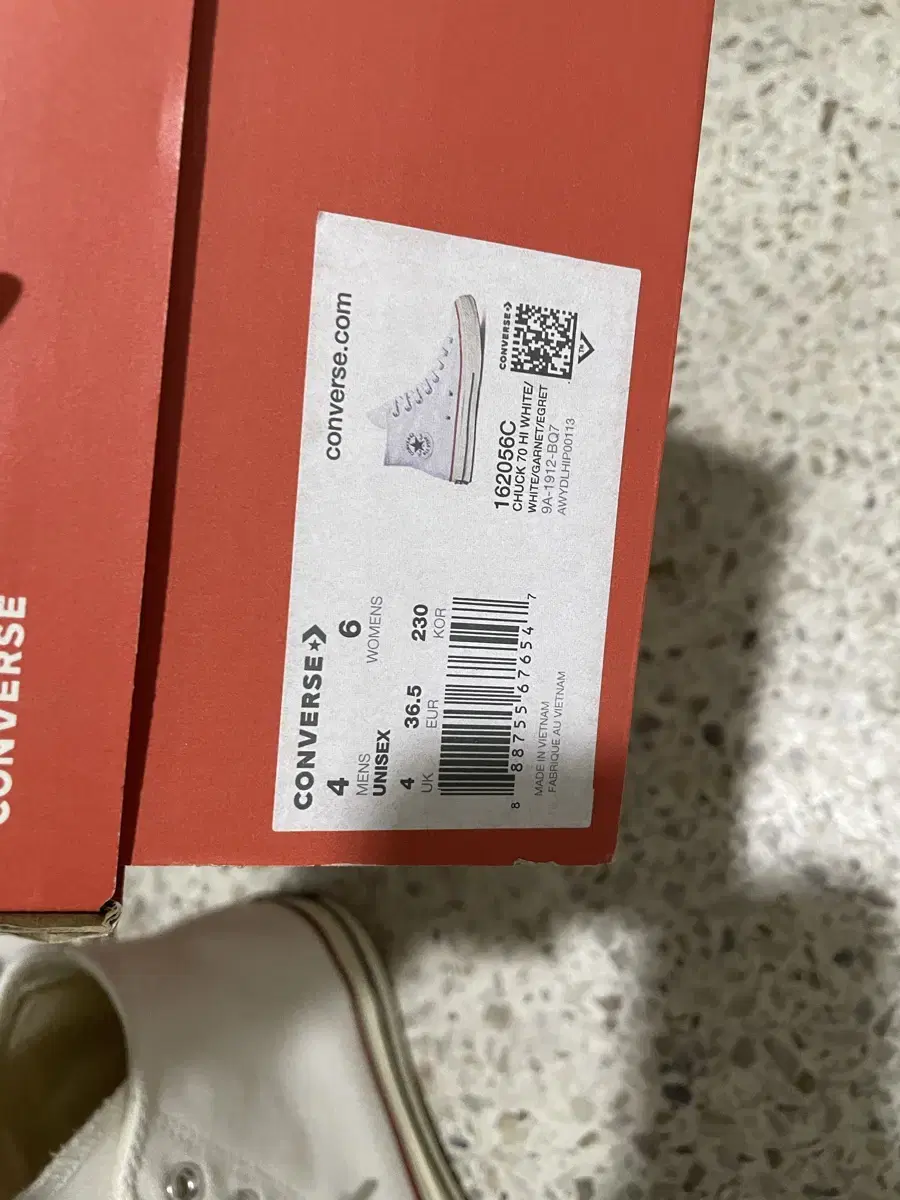 CONVERSE
CONVERSE
converse.com
4
MENS
6
WOMENS
UNISEX
4
UK
36.5
EUR
230
KOR
8 88755 67654 7
MADE IN VIETNAM
FABRIQUE AU VIETNAM
CONVERSE
162056C
CHUCK 70 HI WHITE/
WHITE/GARNET/EGRET
9A-1912-BQ7
AWYDLHIP00113
TM